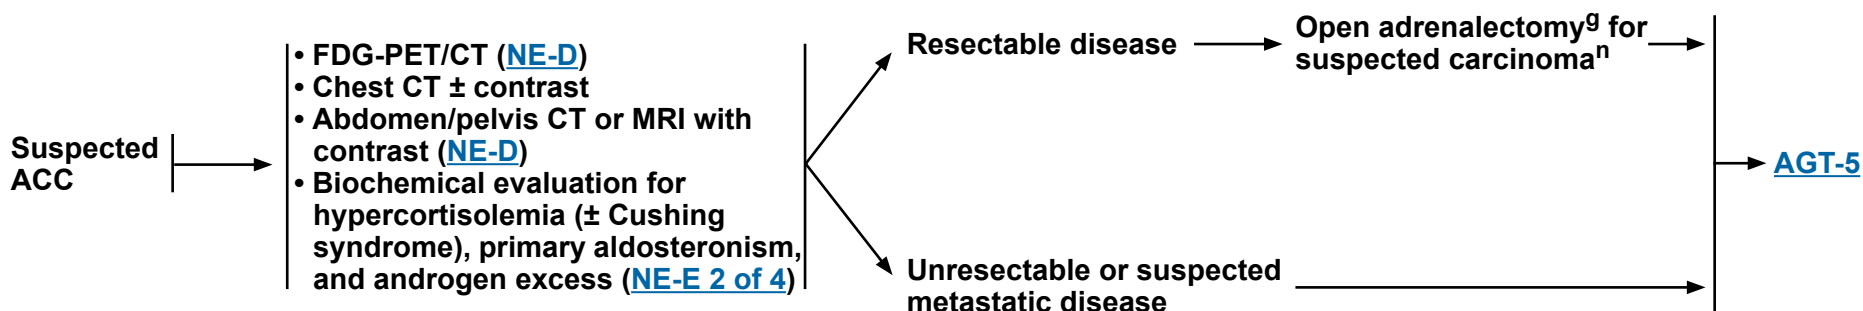 Suspected
ACC
• FDG-PET/CT (NE-D)
• Chest CT ± contrast
• Abdomen/pelvis CT or MRI with
contrast (NE-D)
• Biochemical evaluation for
hypercortisolemia (± Cushing
syndrome), primary aldosteronism,
and androgen excess (NE-E 2 of 4)
Resectable disease
Open adrenalectomyᵍ for
suspected carcinomaⁿ
Unresectable or suspected
metastatic disease
AGT-5